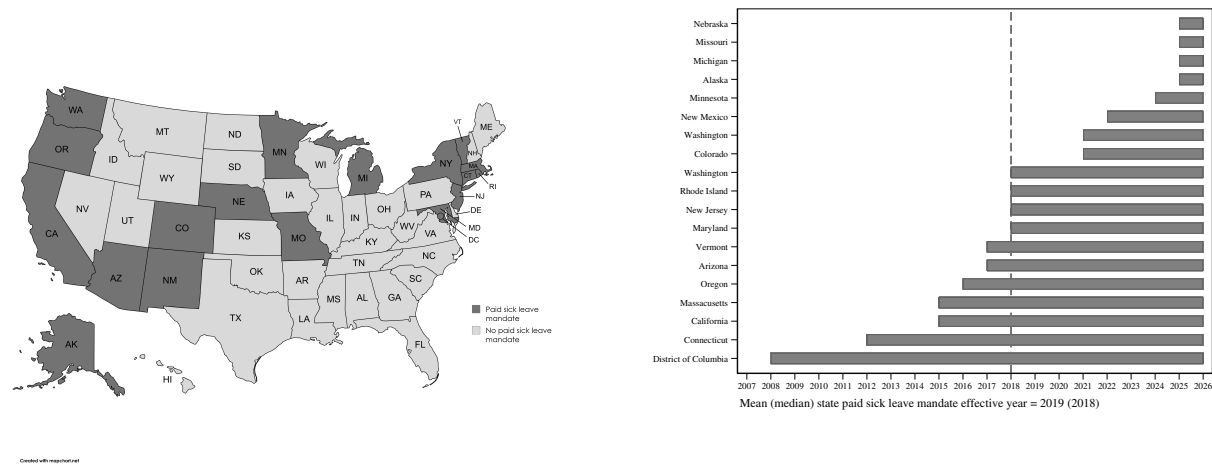 WA
OR
CA
NV
ID
MT
WY
UT
AZ
CO
NM
ND
SD
NE
KS
OK
TX
MN
IA
MO
AR
LA
WI
IL
MI
IN
OH
KY
TN
MS
AL
GA
FL
SC
NC
VA
WV
PA
NY
VT
NH
ME
MA
CT
RI
NJ
DE
MD
DC
AK
HI
Paid sick leave
mandate
No paid sick leave
mandate
Created with mapchart.net
Nebraska
Missouri
Michigan
Alaska
Minnesota
New Mexico
Washington
Colorado
Washington
Rhode Island
New Jersey
Maryland
Vermont
Arizona
Oregon
Massachusetts
California
Connecticut
District of Columbia
2007 2008 2009 2010 2011 2012 2013 2014 2015 2016 2017 2018 2019 2020 2021 2022 2023 2024 2025 2026
Mean (median) state paid sick leave mandate effective year = 2019 (2018)